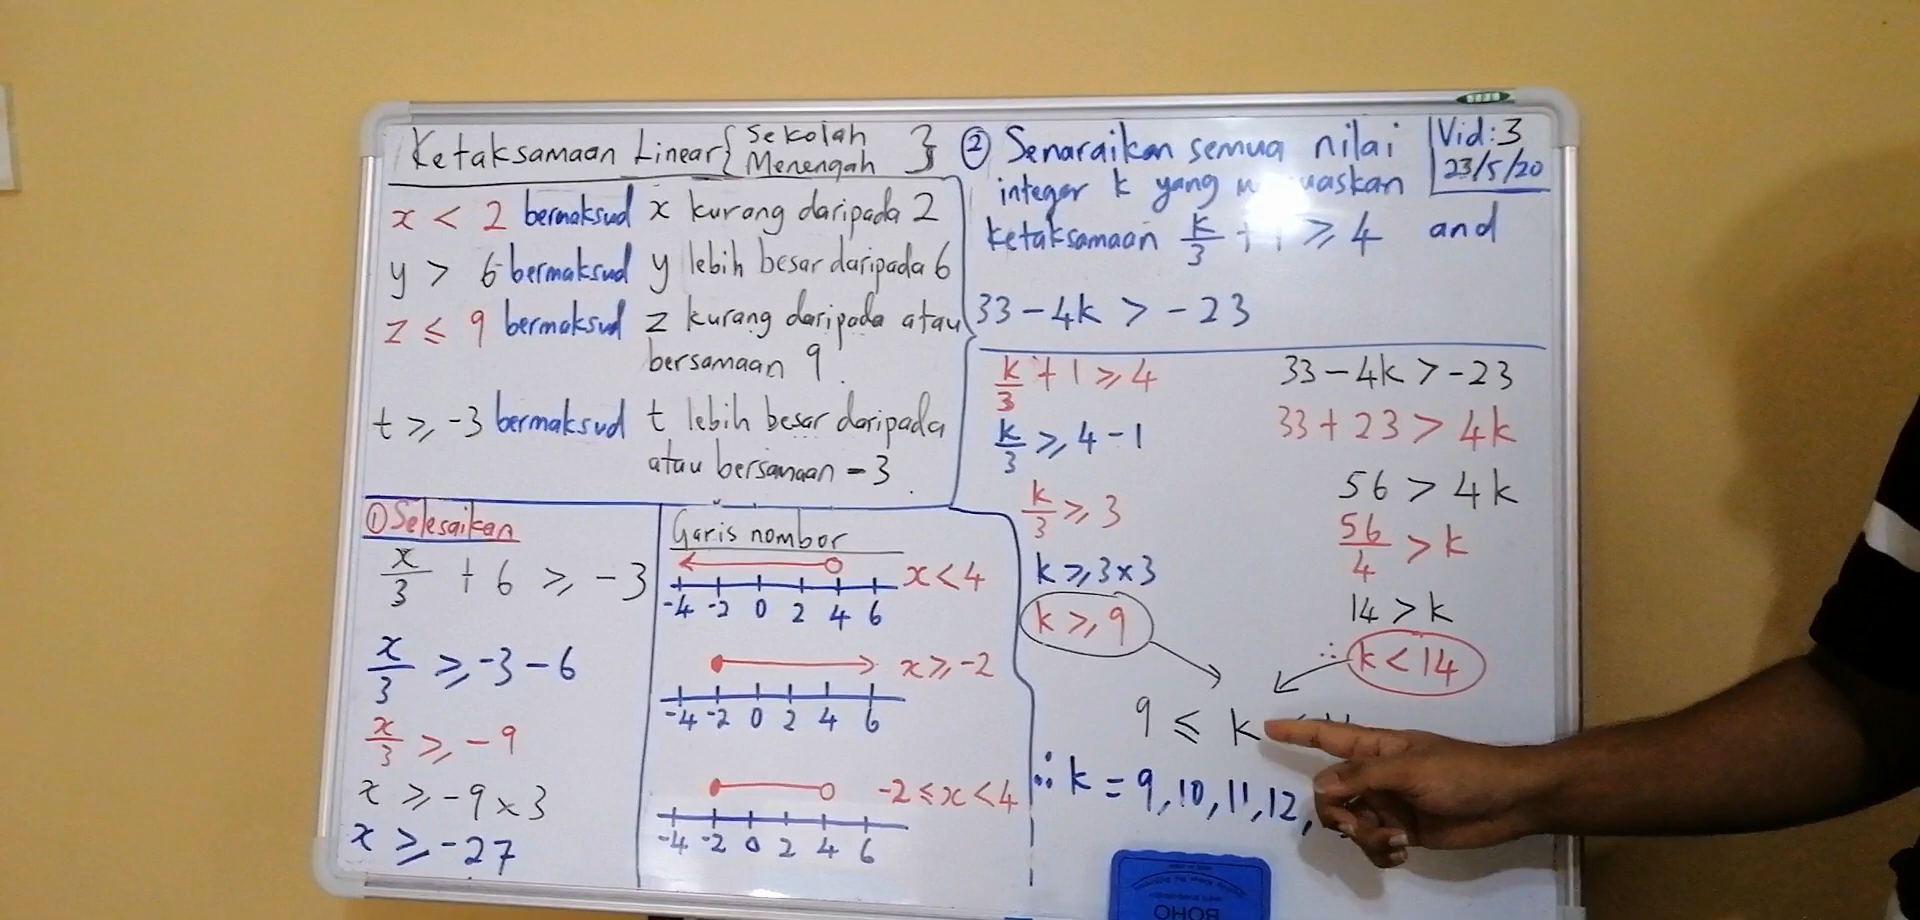 Ketaksamaan Linear { Sekolah Menengah }
x < 2 bermaksud x kurang daripada 2
y > 6 bermaksud y lebih besar daripada 6
z ≤ 9 bermaksud z kurang daripada atau
bersamaan 9.
t ≥ -3 bermaksud t lebih besar daripada
atau bersamaan -3.
① Selesaikan
x/3 + 6 ≥ -3
x/3 ≥ -3 - 6
x/3 ≥ -9
x ≥ -9 × 3
x ≥ -27
Garis nombor
x < 4
-4 -2 0 2 4 6
x ≥ -2
-4 -2 0 2 4 6
-2 ≤ x < 4
-4 -2 0 2 4 6
② Senaraikan semua nilai
integer k yang
ketaksamaan k/3 + 1 ≥ 4 and
33 - 4k > -23
Vid: 3
23/5/20
k/3 + 1 ≥ 4
k/3 ≥ 4 - 1
k/3 ≥ 3
k ≥ 3 × 3
k ≥ 9
33 - 4k > -23
33 + 23 > 4k
56 > 4k
56/4 > k
14 > k
∴ k < 14
9 ≤ k
∴ k = 9, 10, 11, 12,
BOHO